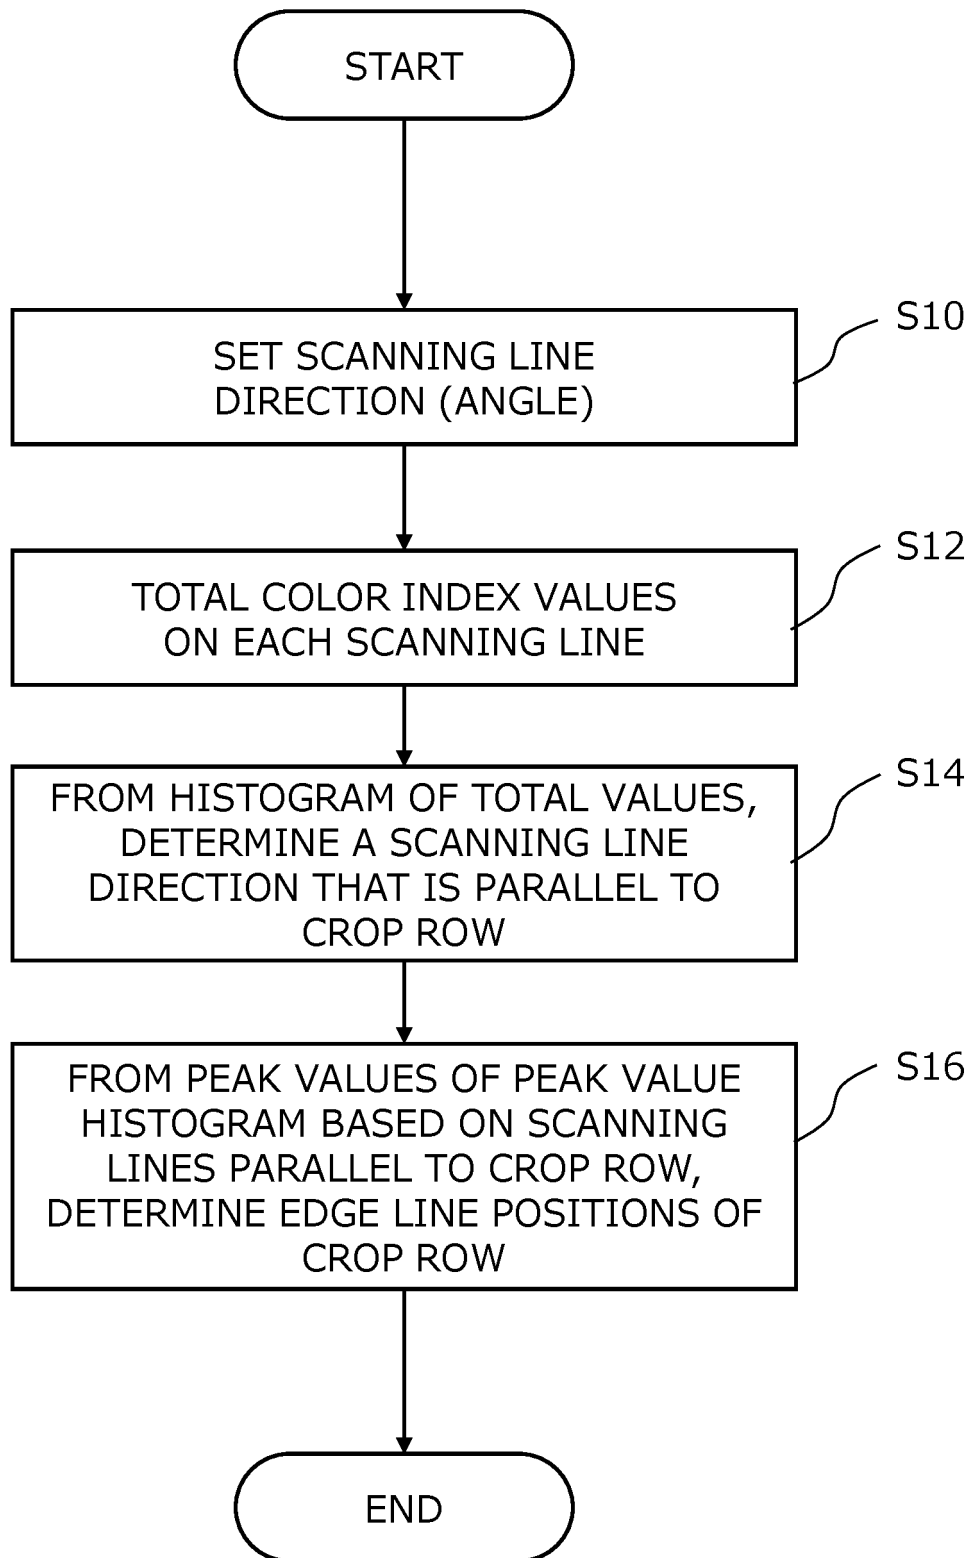 START
S10
SET SCANNING LINE
DIRECTION (ANGLE)
S12
TOTAL COLOR INDEX VALUES
ON EACH SCANNING LINE
S14
FROM HISTOGRAM OF TOTAL VALUES,
DETERMINE A SCANNING LINE
DIRECTION THAT IS PARALLEL TO
CROP ROW
S16
FROM PEAK VALUES OF PEAK VALUE
HISTOGRAM BASED ON SCANNING
LINES PARALLEL TO CROP ROW,
DETERMINE EDGE LINE POSITIONS OF
CROP ROW
END